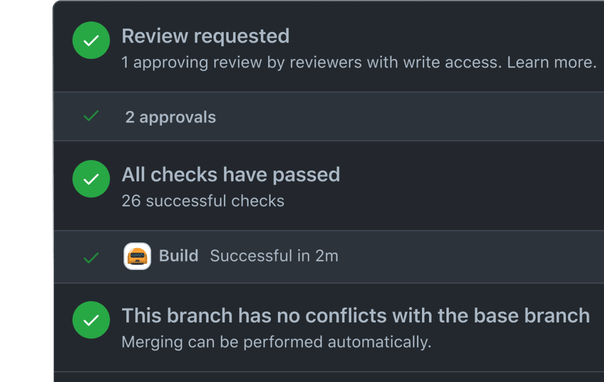 Review requested
1 approving review by reviewers with write access. Learn more.
2 approvals
All checks have passed
26 successful checks
Build Successful in 2m
This branch has no conflicts with the base branch
Merging can be performed automatically.